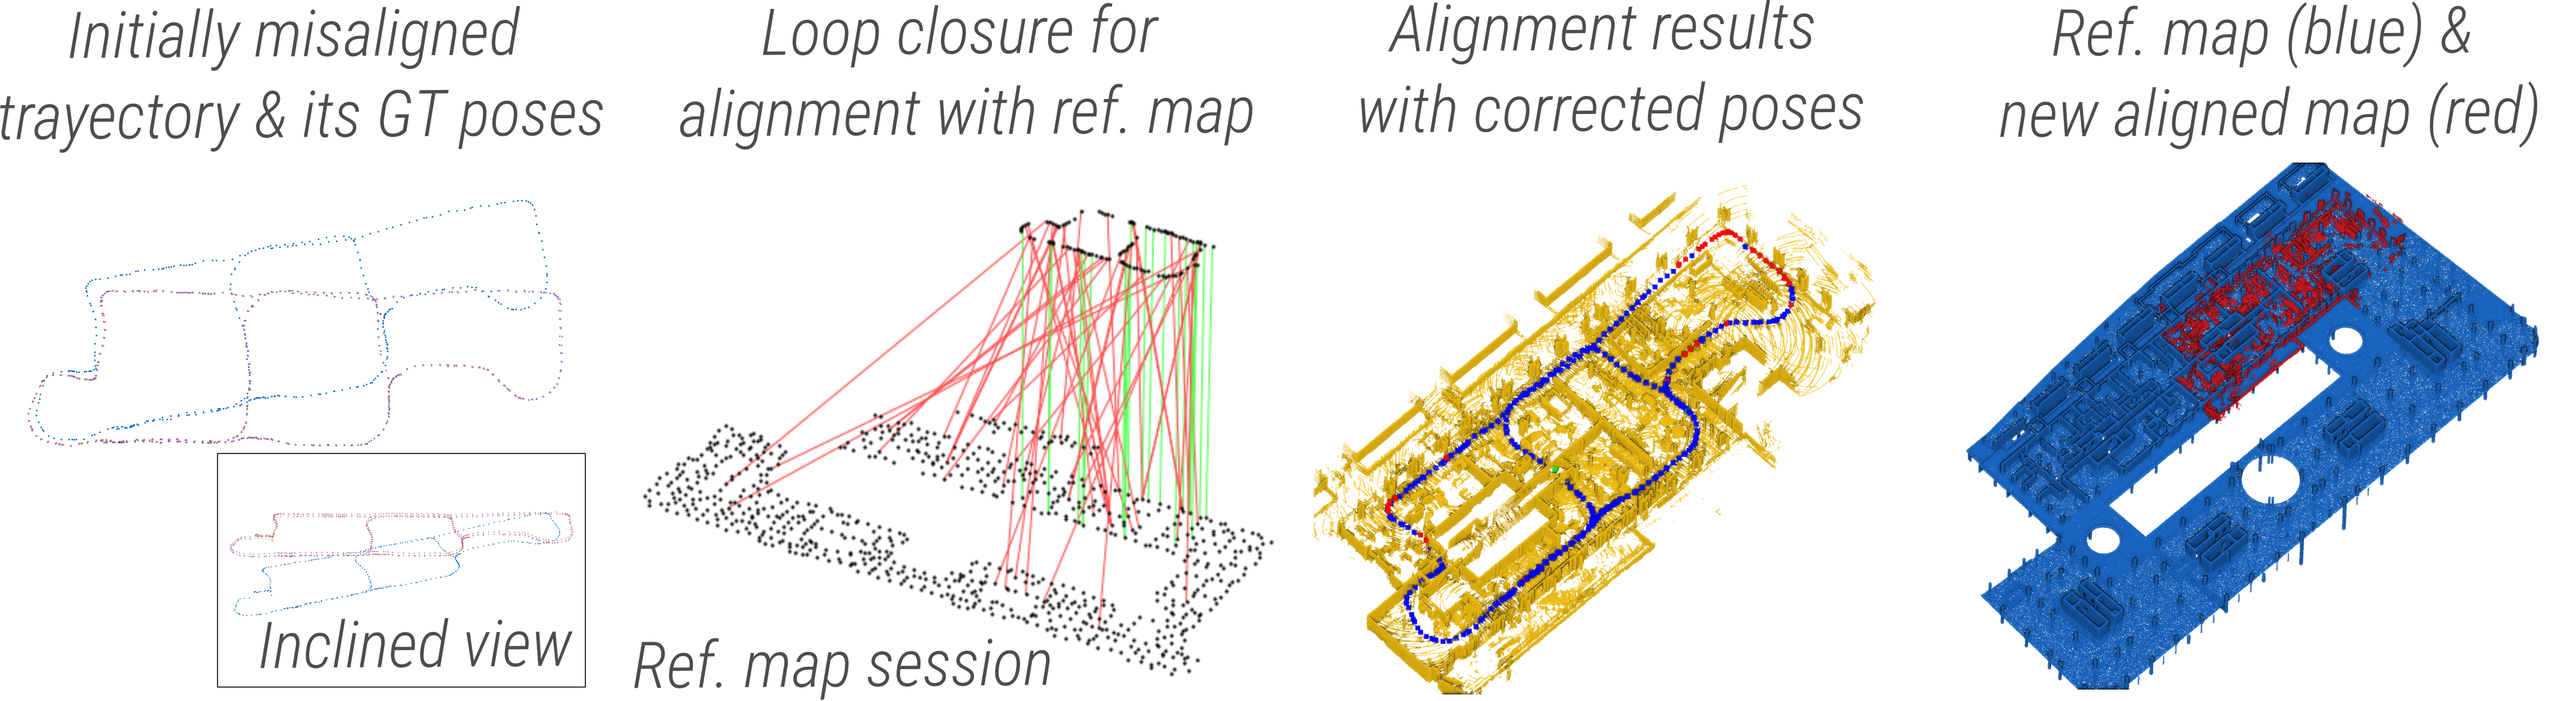 Initially misaligned
trayectory & its GT poses
Loop closure for
alignment with ref. map
Alignment results
with corrected poses
Ref. map (blue) &
new aligned map (red)
Inclined view
Ref. map session